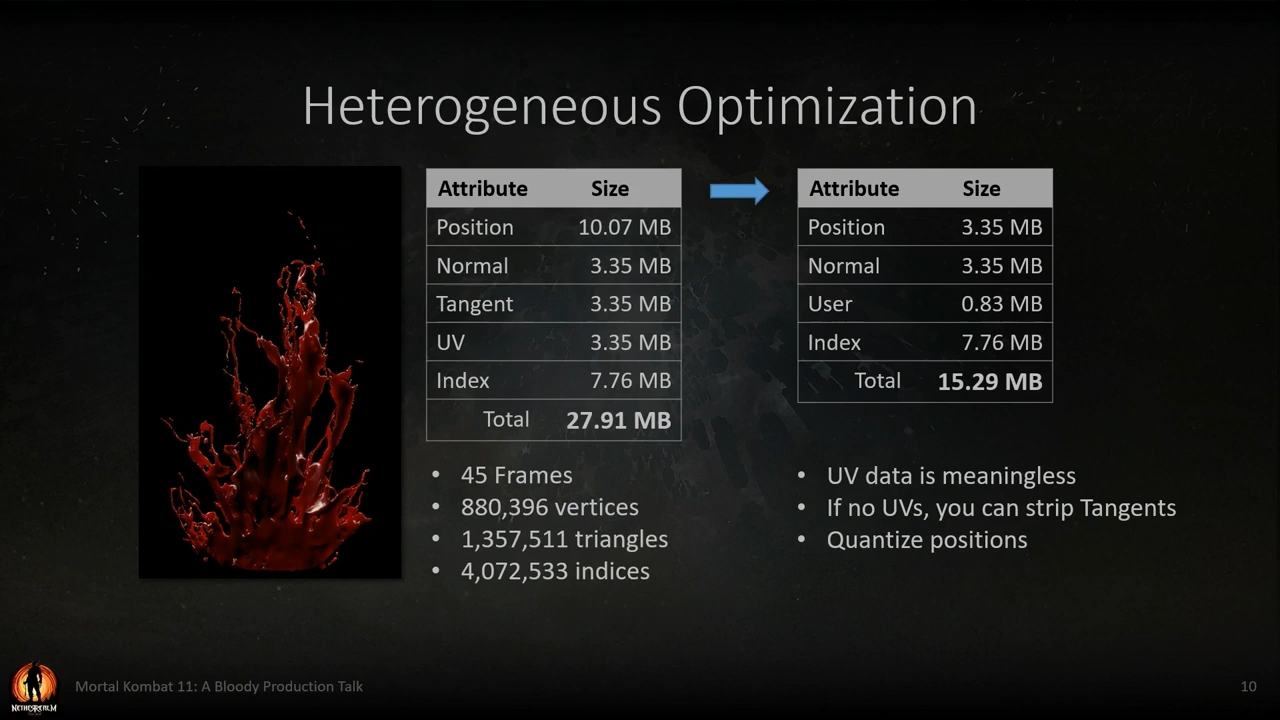 Heterogeneous Optimization
Attribute Size
Position 10.07 MB
Normal 3.35 MB
Tangent 3.35 MB
UV 3.35 MB
Index 7.76 MB
Total 27.91 MB
Attribute Size
Position 3.35 MB
Normal 3.35 MB
User 0.83 MB
Index 7.76 MB
Total 15.29 MB
• 45 Frames
• 880,396 vertices
• 1,357,511 triangles
• 4,072,533 indices
• UV data is meaningless
• If no UVs, you can strip Tangents
• Quantize positions
NETHERREALM
Mortal Kombat 11: A Bloody Production Talk
10